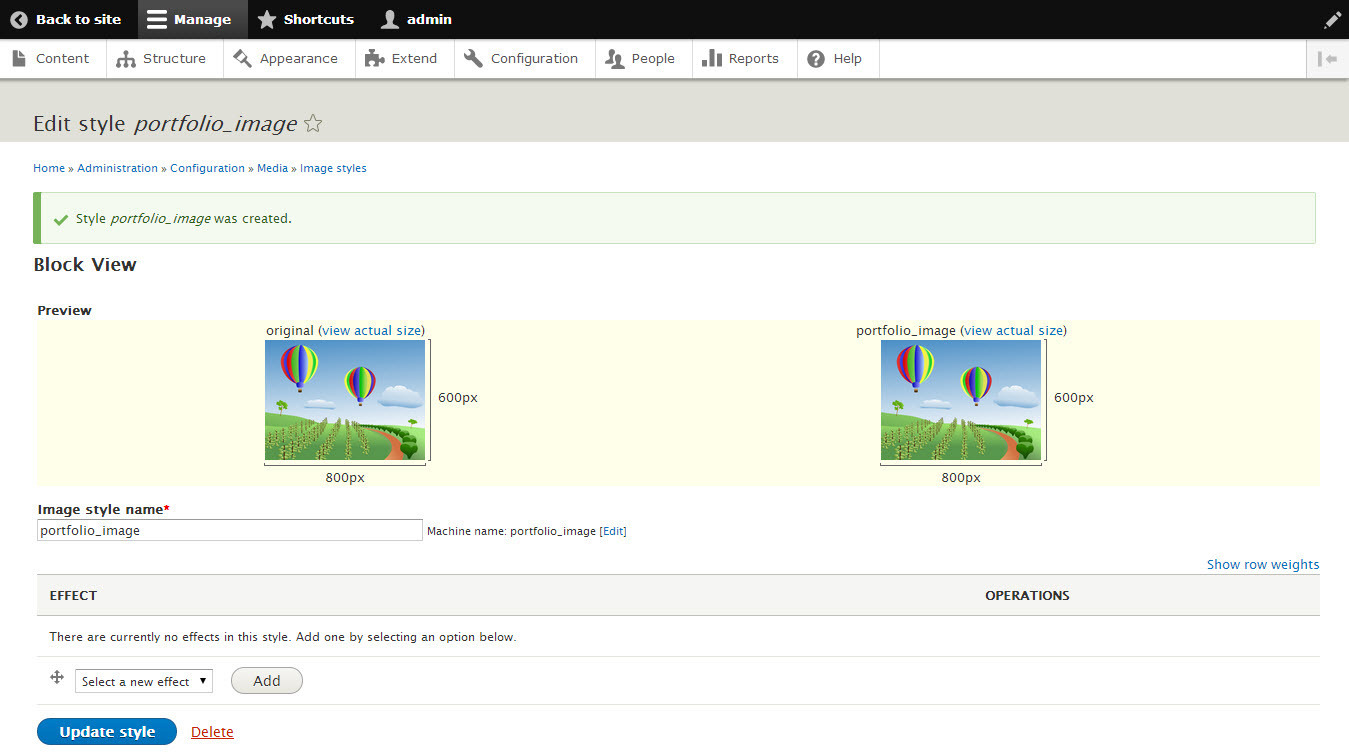 Back to site Manage Shortcuts admin
Content Structure Appearance Extend Configuration People Reports Help
Edit style portfolio_image
Home » Administration » Configuration » Media » Image styles
Style portfolio_image was created.
Block View
Preview
original (view actual size) portfolio_image (view actual size)
600px 600px
800px 800px
Image style name*
portfolio_image Machine name: portfolio_image [Edit]
Show row weights
EFFECT OPERATIONS
There are currently no effects in this style. Add one by selecting an option below.
Select a new effect Add
Update style Delete